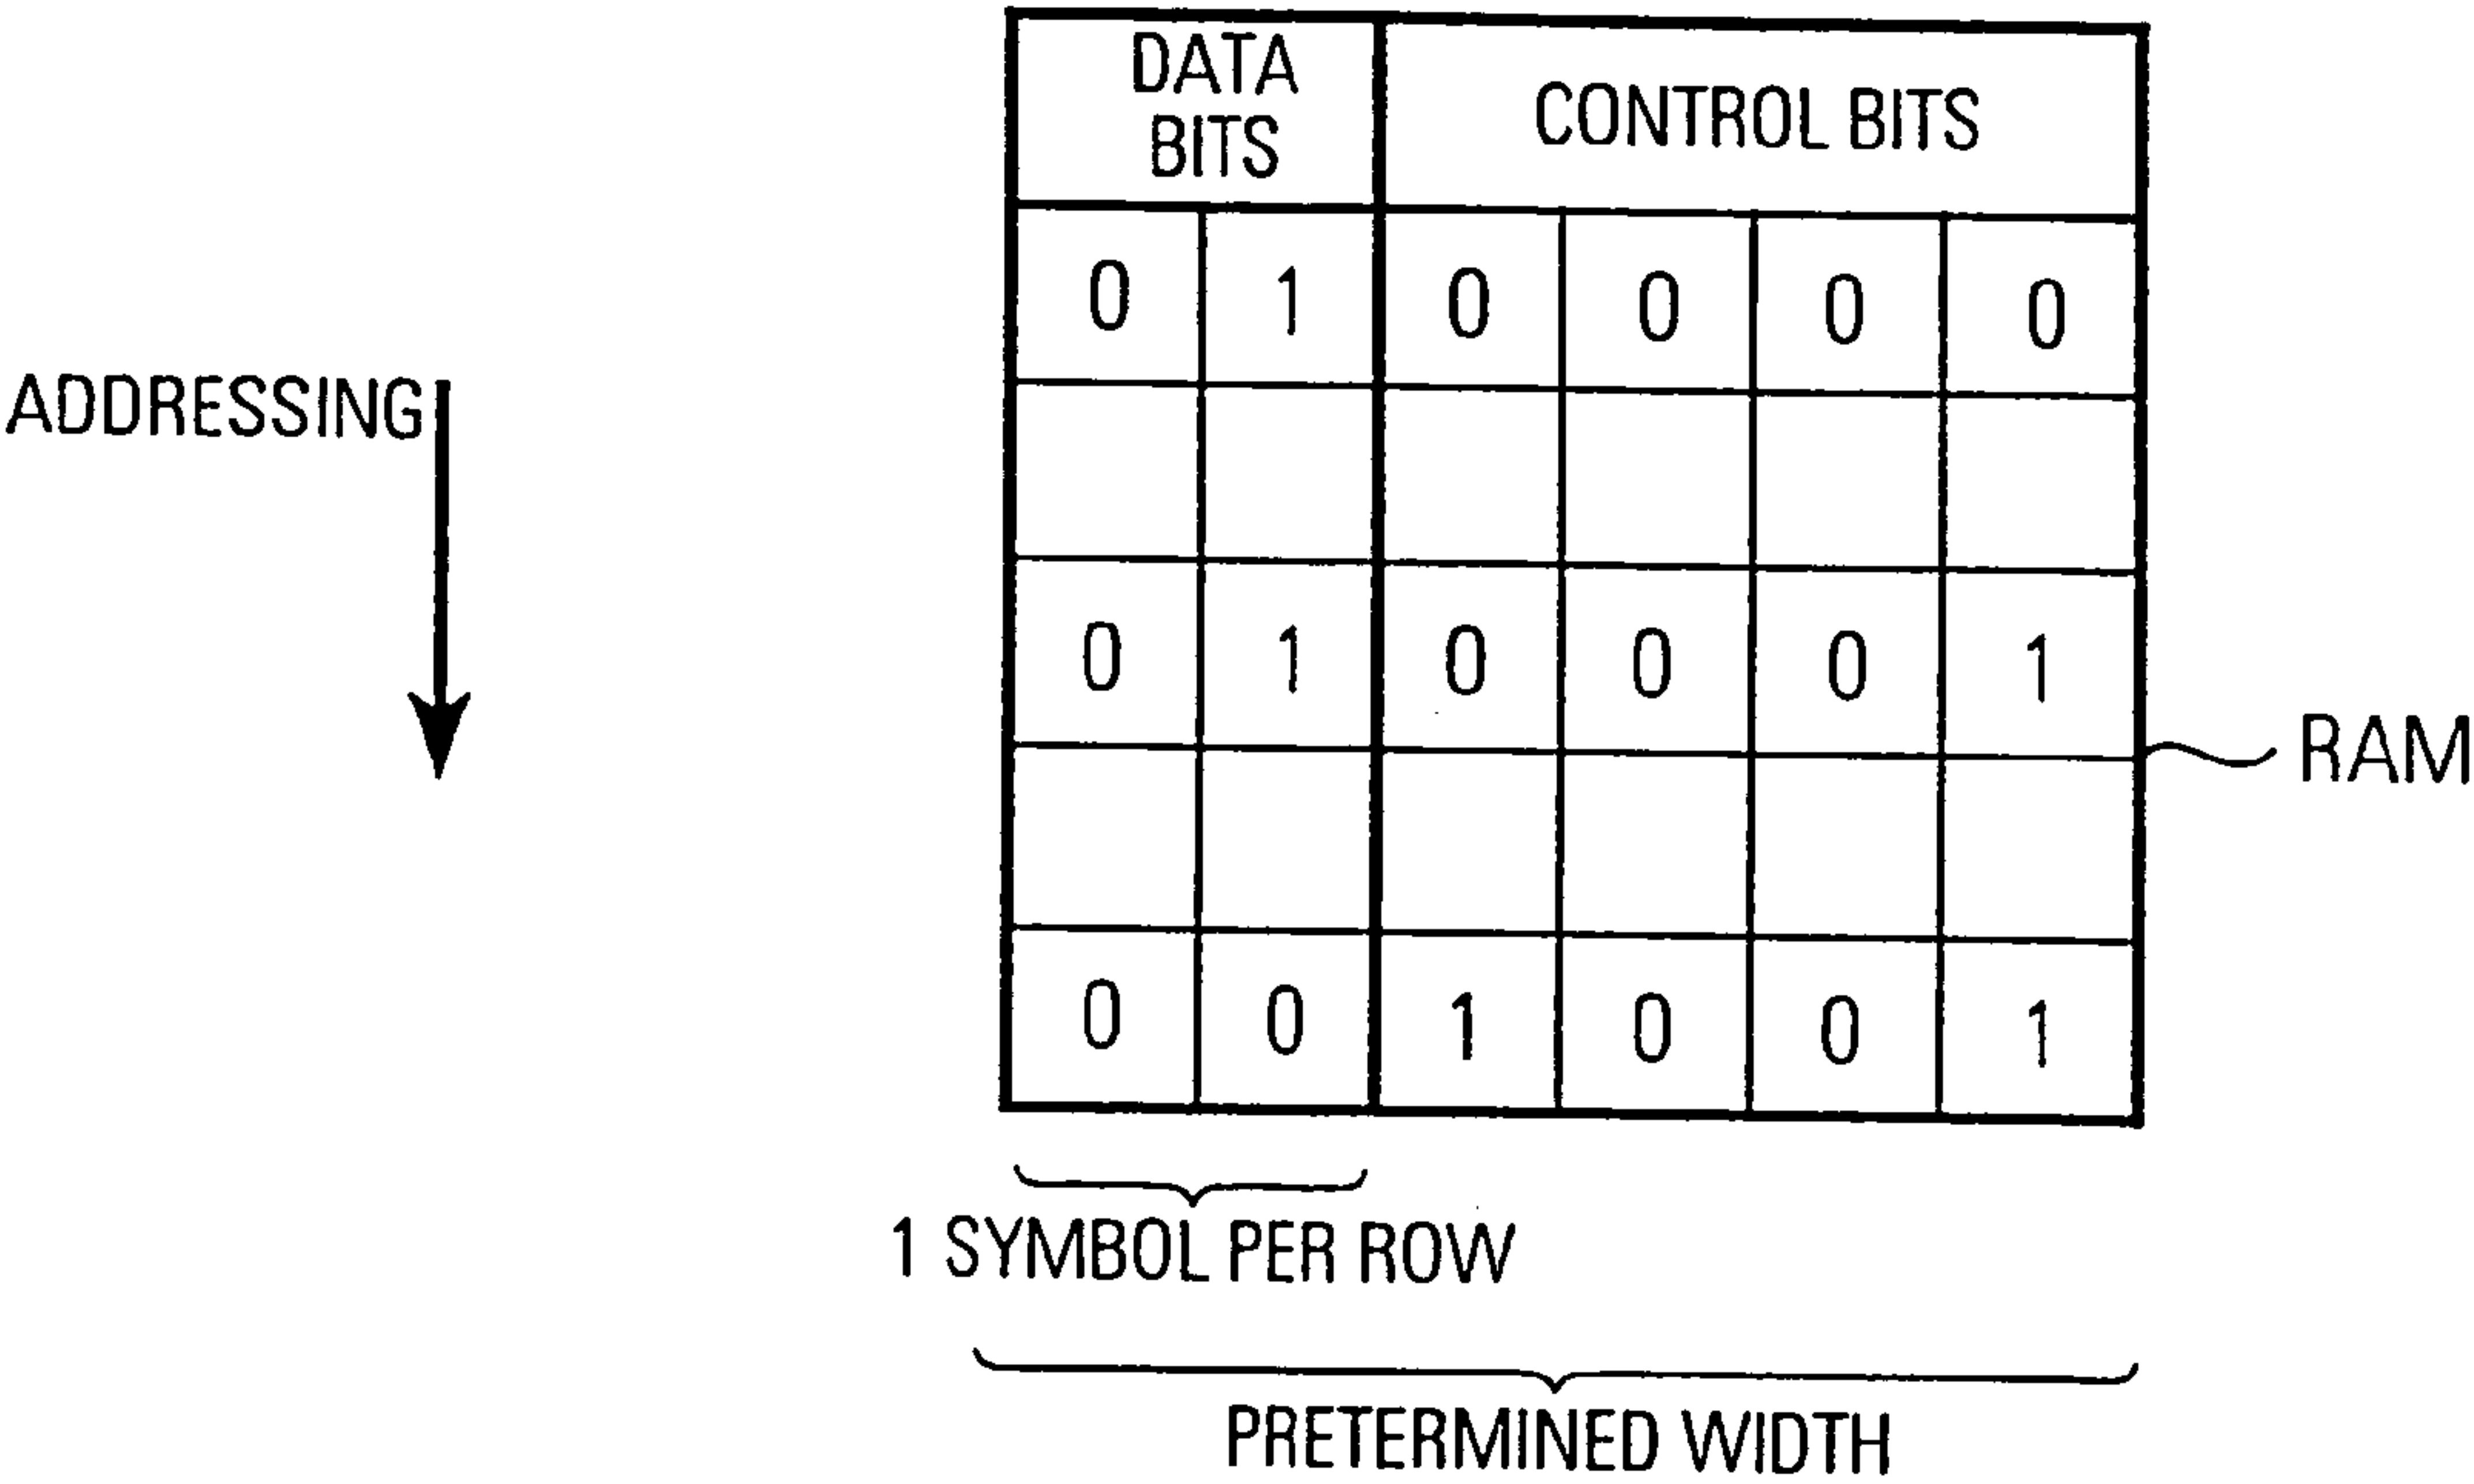 DATA
BITS
CONTROL BITS
0 1 0 0 0 0
ADDRESSING
0 1 0 0 0 1
RAM
0 0 1 0 0 1
1 SYMBOL PER ROW
PRETERMINED WIDTH